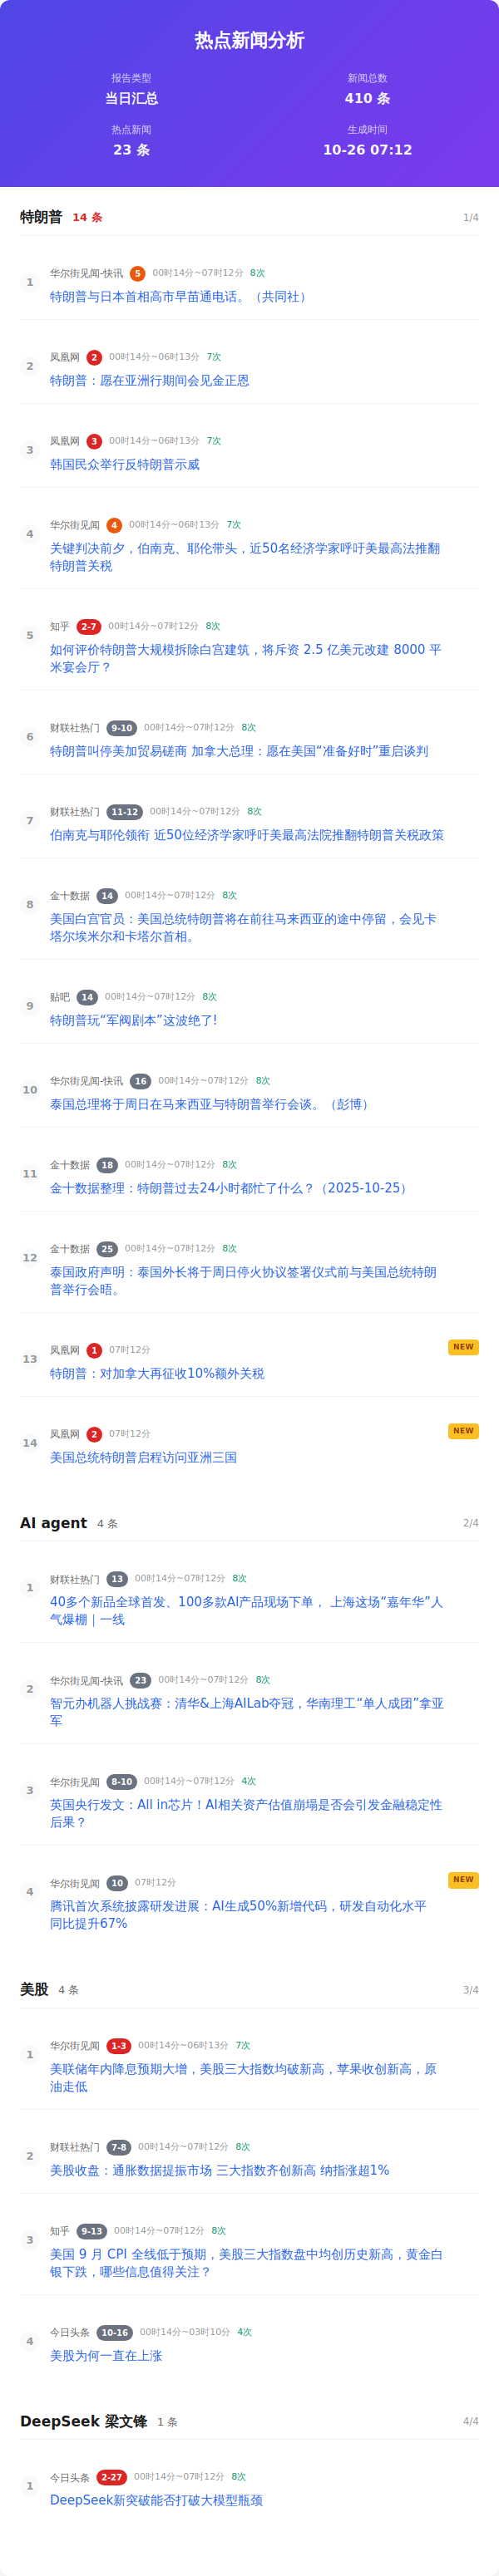 热点新闻分析
报告类型
新闻总数
当日汇总
410 条
热点新闻
生成时间
23 条
10-26 07:12
特朗普 14 条 1/4
1
华尔街见闻-快讯 5 00时14分~07时12分 8次
特朗普与日本首相高市早苗通电话。（共同社）
2
凤凰网 2 00时14分~06时13分 7次
特朗普：愿在亚洲行期间会见金正恩
3
凤凰网 3 00时14分~06时13分 7次
韩国民众举行反特朗普示威
4
华尔街见闻 4 00时14分~06时13分 7次
关键判决前夕，伯南克、耶伦带头，近50名经济学家呼吁美最高法推翻
特朗普关税
5
知乎 2-7 00时14分~07时12分 8次
如何评价特朗普大规模拆除白宫建筑，将斥资 2.5 亿美元改建 8000 平
米宴会厅？
6
财联社热门 9-10 00时14分~07时12分 8次
特朗普叫停美加贸易磋商 加拿大总理：愿在美国“准备好时”重启谈判
7
财联社热门 11-12 00时14分~07时12分 8次
伯南克与耶伦领衔 近50位经济学家呼吁美最高法院推翻特朗普关税政策
8
金十数据 14 00时14分~07时12分 8次
美国白宫官员：美国总统特朗普将在前往马来西亚的途中停留，会见卡
塔尔埃米尔和卡塔尔首相。
9
贴吧 14 00时14分~07时12分 8次
特朗普玩“军阀剧本”这波绝了!
10
华尔街见闻-快讯 16 00时14分~07时12分 8次
泰国总理将于周日在马来西亚与特朗普举行会谈。（彭博）
11
金十数据 18 00时14分~07时12分 8次
金十数据整理：特朗普过去24小时都忙了什么？（2025-10-25）
12
金十数据 25 00时14分~07时12分 8次
泰国政府声明：泰国外长将于周日停火协议签署仪式前与美国总统特朗
普举行会晤。
13
凤凰网 1 07时12分 NEW
特朗普：对加拿大再征收10%额外关税
14
凤凰网 2 07时12分 NEW
美国总统特朗普启程访问亚洲三国
AI agent 4 条 2/4
1
财联社热门 13 00时14分~07时12分 8次
40多个新品全球首发、100多款AI产品现场下单， 上海这场“嘉年华”人
气爆棚｜一线
2
华尔街见闻-快讯 23 00时14分~07时12分 8次
智元办机器人挑战赛：清华&上海AILab夺冠，华南理工“单人成团”拿亚
军
3
华尔街见闻 8-10 00时14分~07时12分 4次
英国央行发文：All in芯片！AI相关资产估值崩塌是否会引发金融稳定性
后果？
4
华尔街见闻 10 07时12分 NEW
腾讯首次系统披露研发进展：AI生成50%新增代码，研发自动化水平
同比提升67%
美股 4 条 3/4
1
华尔街见闻 1-3 00时14分~06时13分 7次
美联储年内降息预期大增，美股三大指数均破新高，苹果收创新高，原
油走低
2
财联社热门 7-8 00时14分~07时12分 8次
美股收盘：通胀数据提振市场 三大指数齐创新高 纳指涨超1%
3
知乎 9-13 00时14分~07时12分 8次
美国 9 月 CPI 全线低于预期，美股三大指数盘中均创历史新高，黄金白
银下跌，哪些信息值得关注？
4
今日头条 10-16 00时14分~03时10分 4次
美股为何一直在上涨
DeepSeek 梁文锋 1 条 4/4
1
今日头条 2-27 00时14分~07时12分 8次
DeepSeek新突破能否打破大模型瓶颈